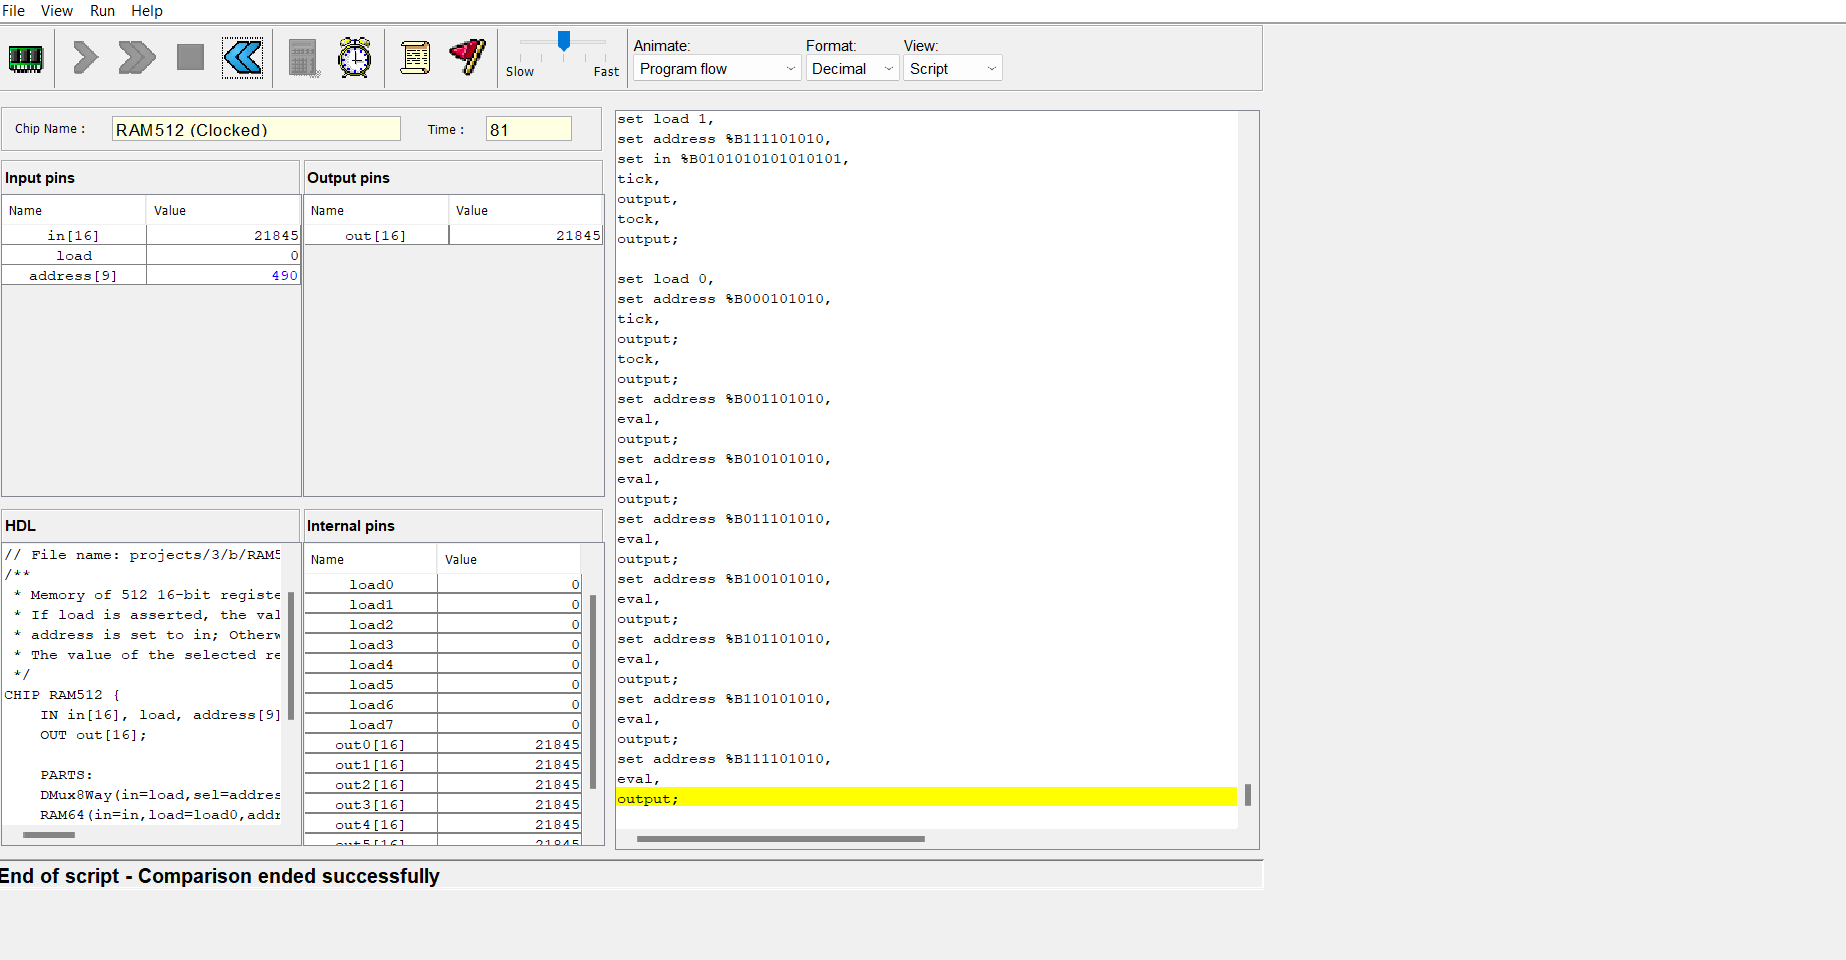 File View Run Help
Slow Fast
Animate: Format: View:
Program flow Decimal Script
Chip Name : RAM512 (Clocked) Time : 81
Input pins
Name Value
in[16] 21845
load 0
address[9] 490
Output pins
Name Value
out[16] 21845
HDL
// File name: projects/3/b/RAM5
/**
* Memory of 512 16-bit registe
* If load is asserted, the val
* address is set to in; Otherw
* The value of the selected re
*/
CHIP RAM512 {
IN in[16], load, address[9]
OUT out[16];
PARTS:
DMux8Way(in=load,sel=addres
RAM64(in=in,load=load0,addr
Internal pins
Name Value
load0 0
load1 0
load2 0
load3 0
load4 0
load5 0
load6 0
load7 0
out0[16] 21845
out1[16] 21845
out2[16] 21845
out3[16] 21845
out4[16] 21845
out5[16] 21845
set load 1,
set address %B111101010,
set in %B0101010101010101,
tick,
output,
tock,
output;
set load 0,
set address %B000101010,
tick,
output;
tock,
output;
set address %B001101010,
eval,
output;
set address %B010101010,
eval,
output;
set address %B011101010,
eval,
output;
set address %B100101010,
eval,
output;
set address %B101101010,
eval,
output;
set address %B110101010,
eval,
output;
set address %B111101010,
eval,
output;
End of script - Comparison ended successfully